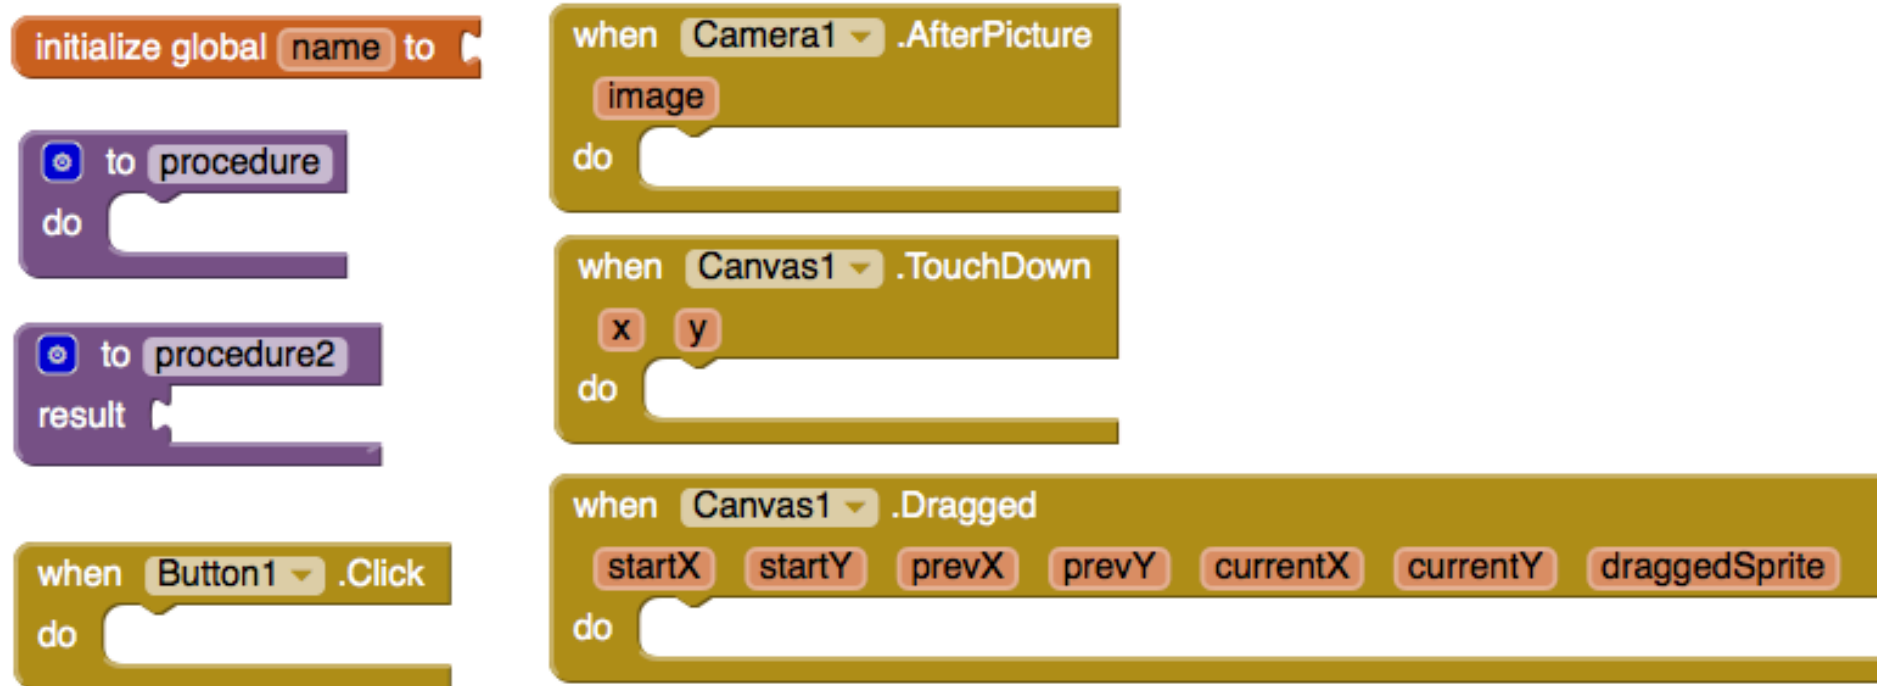 initialize global name to
to procedure
do
to procedure2
result
when Button1 .Click
do
when Camera1 .AfterPicture
image
do
when Canvas1 .TouchDown
x y
do
when Canvas1 .Dragged
startX startY prevX prevY currentX currentY draggedSprite
do